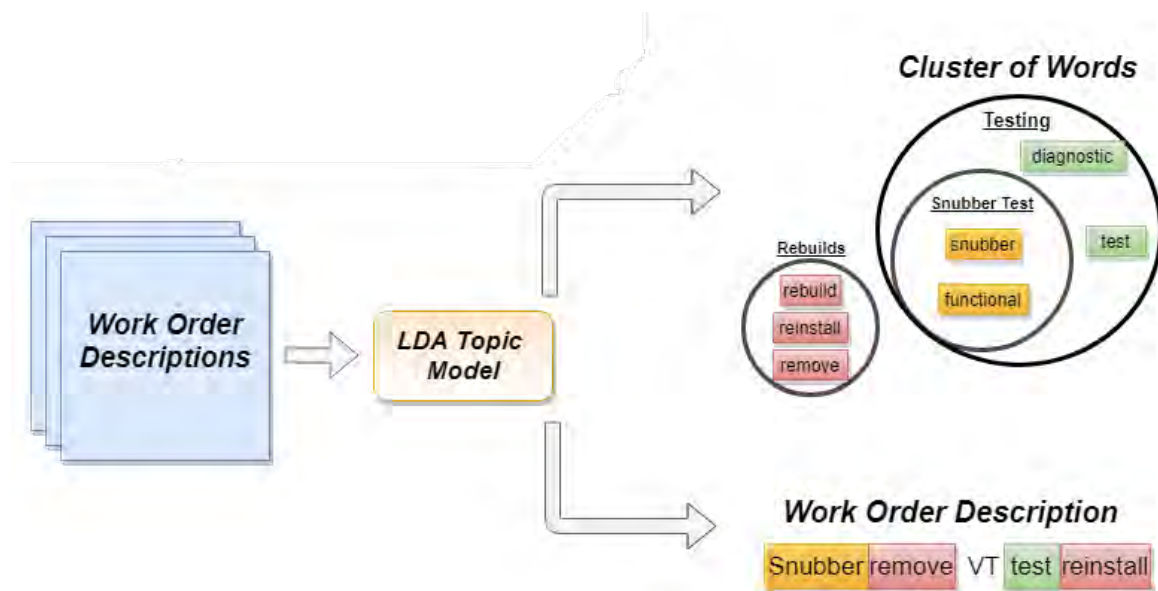 Cluster of Words
Testing
diagnostic
Snubber Test
snubber
test
functional
Rebuilds
rebuild
reinstall
remove
Work Order
Descriptions
LDA Topic
Model
Work Order Description
Snubber remove VT test reinstall